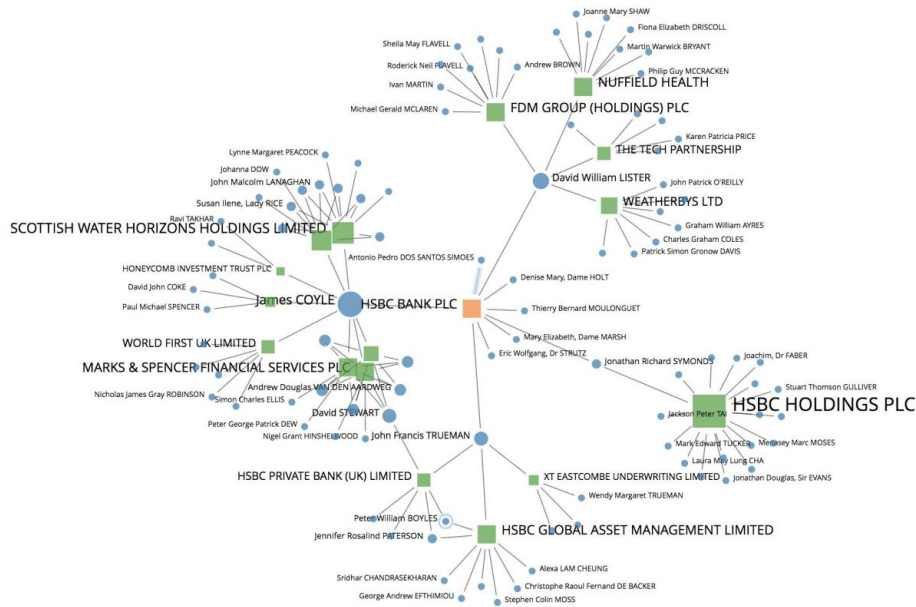 Joanne Mary SHAW
Fiona Elizabeth DRISCOLL
Sheila May FLAVELL
Martin Warwick BRYANT
Roderick Neil FLAVELL
Andrew BROWN
Philip Guy MCCRACKEN
NUFFIELD HEALTH
Ivan MARTIN
Michael Gerald MCLAREN
FDM GROUP (HOLDINGS) PLC
Karen Patricia PRICE
THE TECH PARTNERSHIP
Lynne Margaret PEACOCK
Johanna DOW
David William LISTER
John Malcolm LANAGHAN
John Patrick O'REILLY
WEATHERBYS LTD
Susan Ilene, Lady RICE
Ravi TAKHAR
SCOTTISH WATER HORIZONS HOLDINGS LIMITED
Graham William AYRES
Charles Graham COLES
Patrick Simon Gronow DAVIS
Antonio Pedro DOS SANTOS SIMOES
HONEYCOMB INVESTMENT TRUST PLC
Denise Mary, Dame HOLT
David John COKE
James COYLE
HSBC BANK PLC
Paul Michael SPENCER
Thierry Bernard MOULONGUET
Mary Elizabeth, Dame MARSH
WORLD FIRST UK LIMITED
Eric Wolfgang, Dr STRUTZ
Joachim, Dr FABER
Jonathan Richard SYMONDS
MARKS & SPENCER FINANCIAL SERVICES PLC
Andrew Douglas VAN DEN AARDWEG
Stuart Thomson GULLIVER
Nicholas James Gray ROBINSON
Simon Charles ELLIS
HSBC HOLDINGS PLC
David STEWART
Jackson Peter TAI
Peter George Patrick DEW
Nigel Grant HINSHELWOOD
John Francis TRUEMAN
Mark Edward TUCKER
Laura May Lung CHA
HSBC PRIVATE BANK (UK) LIMITED
XT EASTCOMBE UNDERWRITING LIMITED
Jonathan Douglas, Sir EVANS
Wendy Margaret TRUEMAN
Peter William BOYLES
HSBC GLOBAL ASSET MANAGEMENT LIMITED
Jennifer Rosalind PATERSON
Alexa LAM CHEUNG
Sridhar CHANDRASEKHARAN
Christophe Raoul Fernand DE BACKER
George Andrew EFTHIMIOU
Stephen Colin MOSS